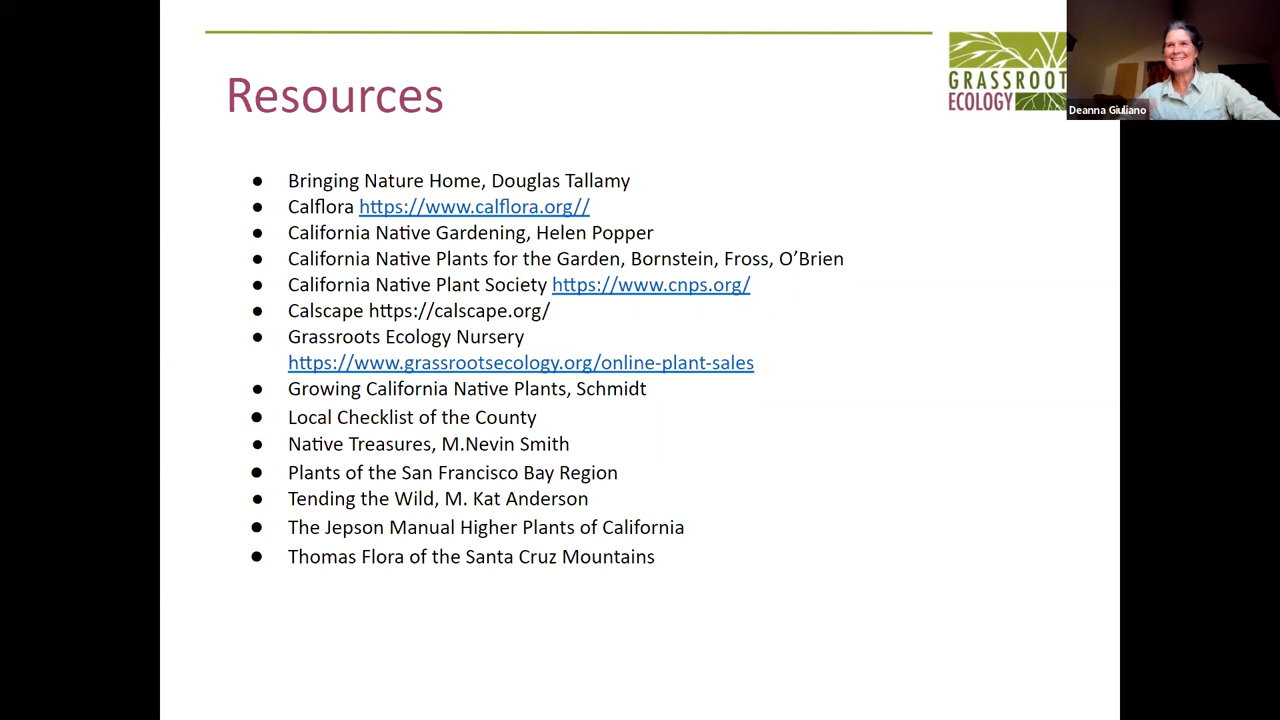 Resources
GRASSROOT
ECOLOGY
Deanna Giuliano
● Bringing Nature Home, Douglas Tallamy
● Calflora https://www.calflora.org//
● California Native Gardening, Helen Popper
● California Native Plants for the Garden, Bornstein, Fross, O’Brien
● California Native Plant Society https://www.cnps.org/
● Calscape https://calscape.org/
● Grassroots Ecology Nursery
https://www.grassrootsecology.org/online-plant-sales
● Growing California Native Plants, Schmidt
● Local Checklist of the County
● Native Treasures, M.Nevin Smith
● Plants of the San Francisco Bay Region
● Tending the Wild, M. Kat Anderson
● The Jepson Manual Higher Plants of California
● Thomas Flora of the Santa Cruz Mountains